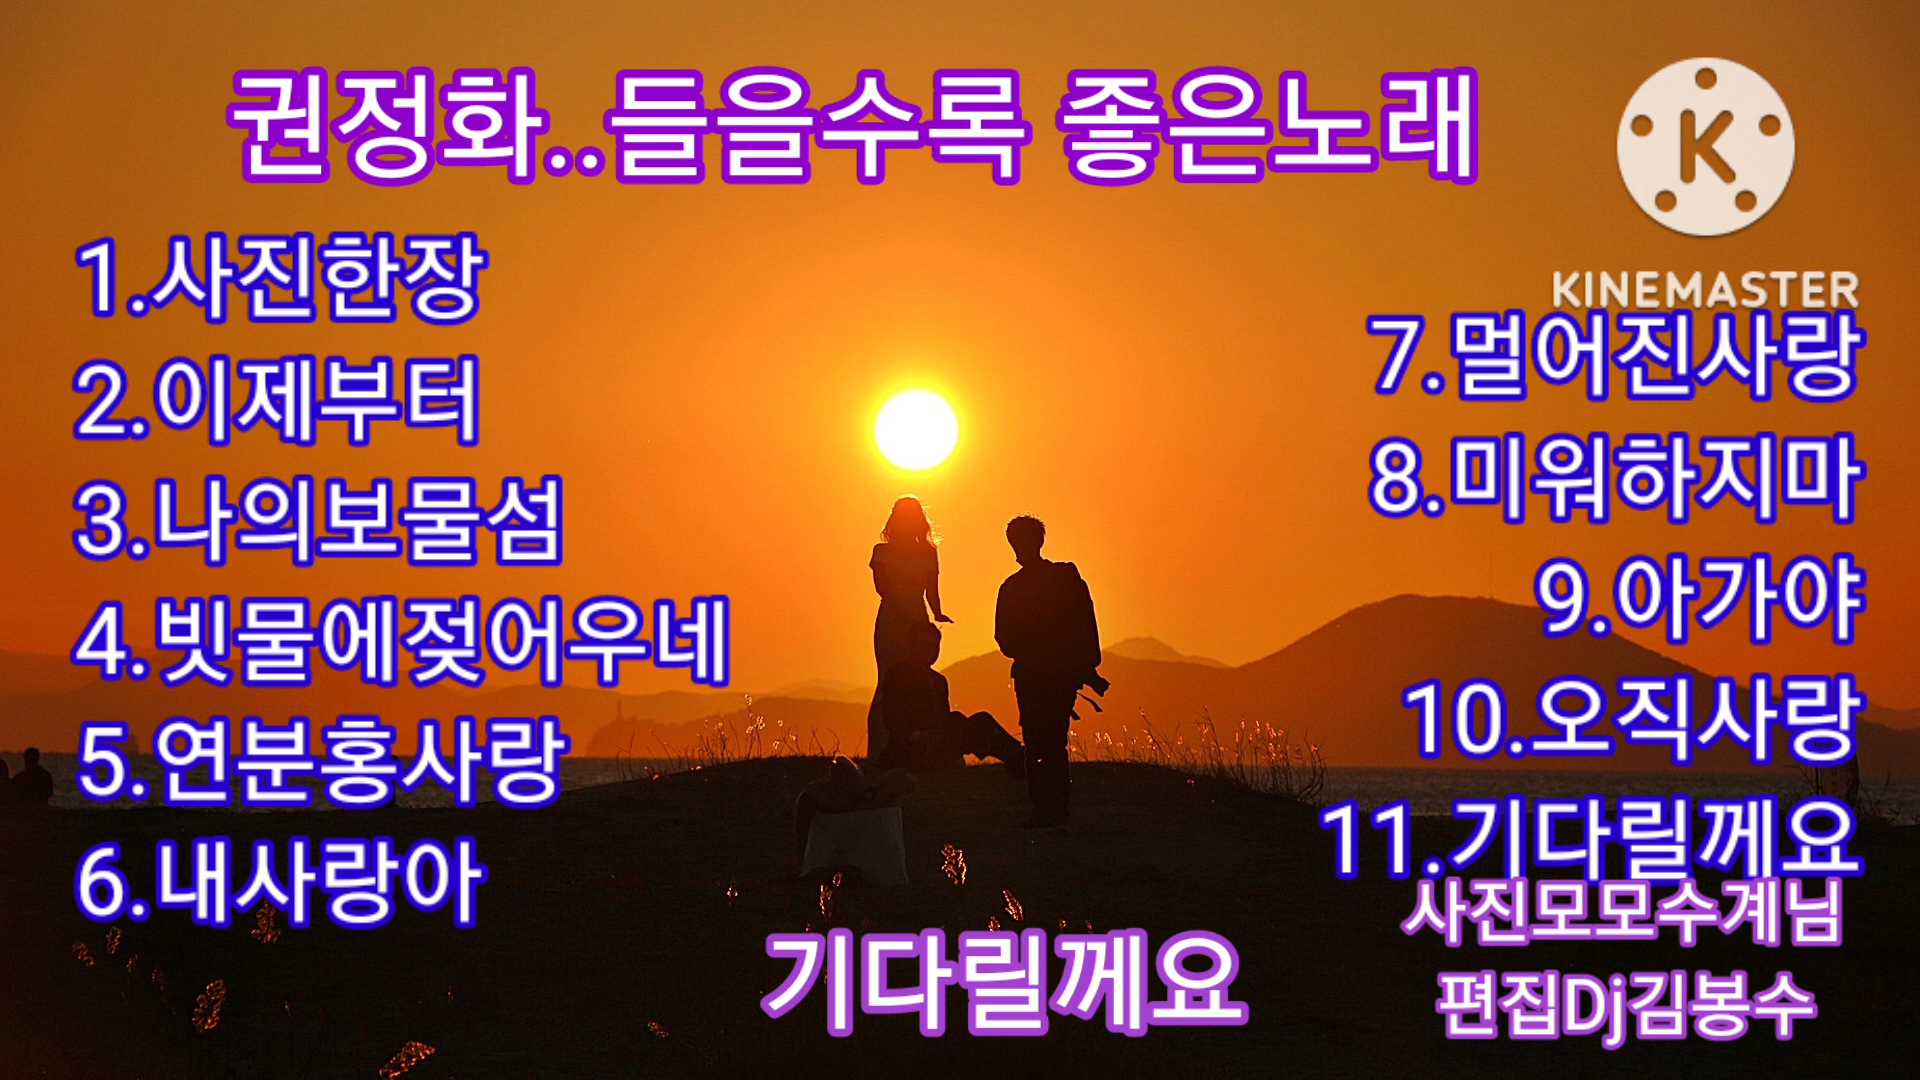 권정화..들을수록 좋은노래
K
KINEMASTER
1.사진한장
2.이제부터
3.나의보물섬
4.빗물에젖어우네
5.연분홍사랑
6.내사랑아
7.멀어진사랑
8.미워하지마
9.아가야
10.오직사랑
11.기다릴께요
사진모모수계님
편집Dj김봉수
기다릴께요